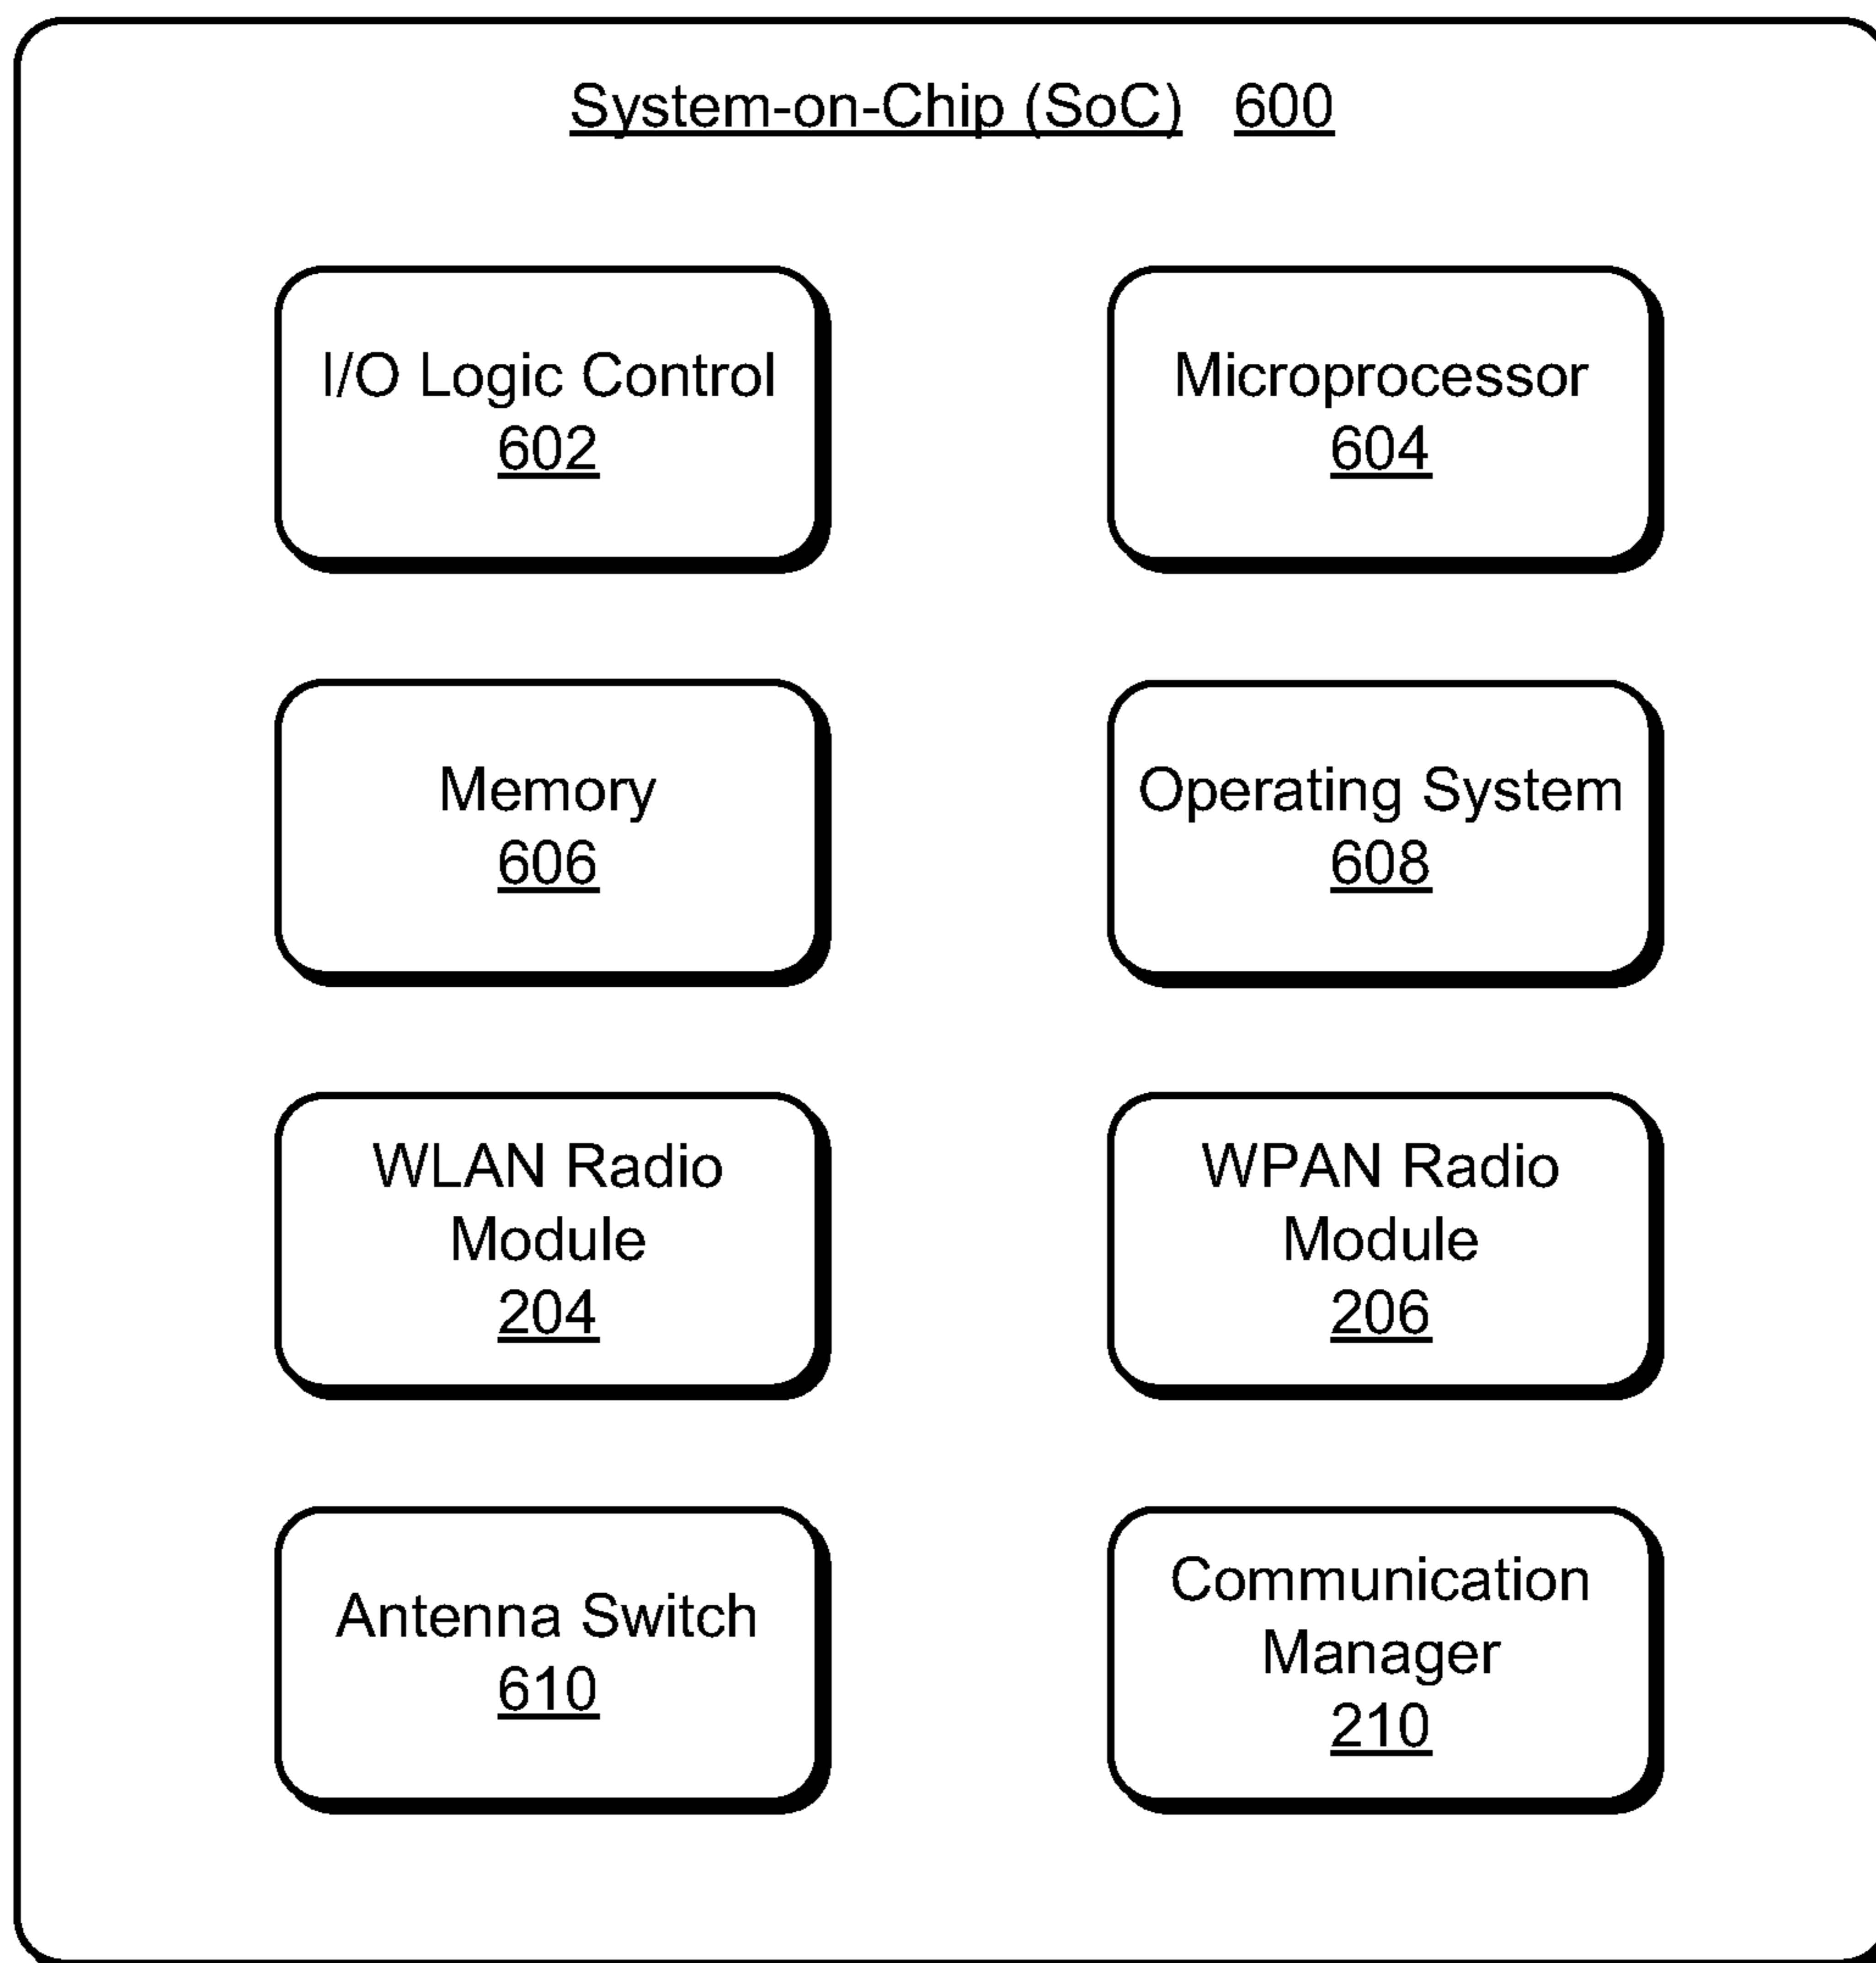 System-on-Chip (SoC) 600
I/O Logic Control
602
Microprocessor
604
Memory
606
Operating System
608
WLAN Radio
Module
204
WPAN Radio
Module
206
Antenna Switch
610
Communication
Manager
210